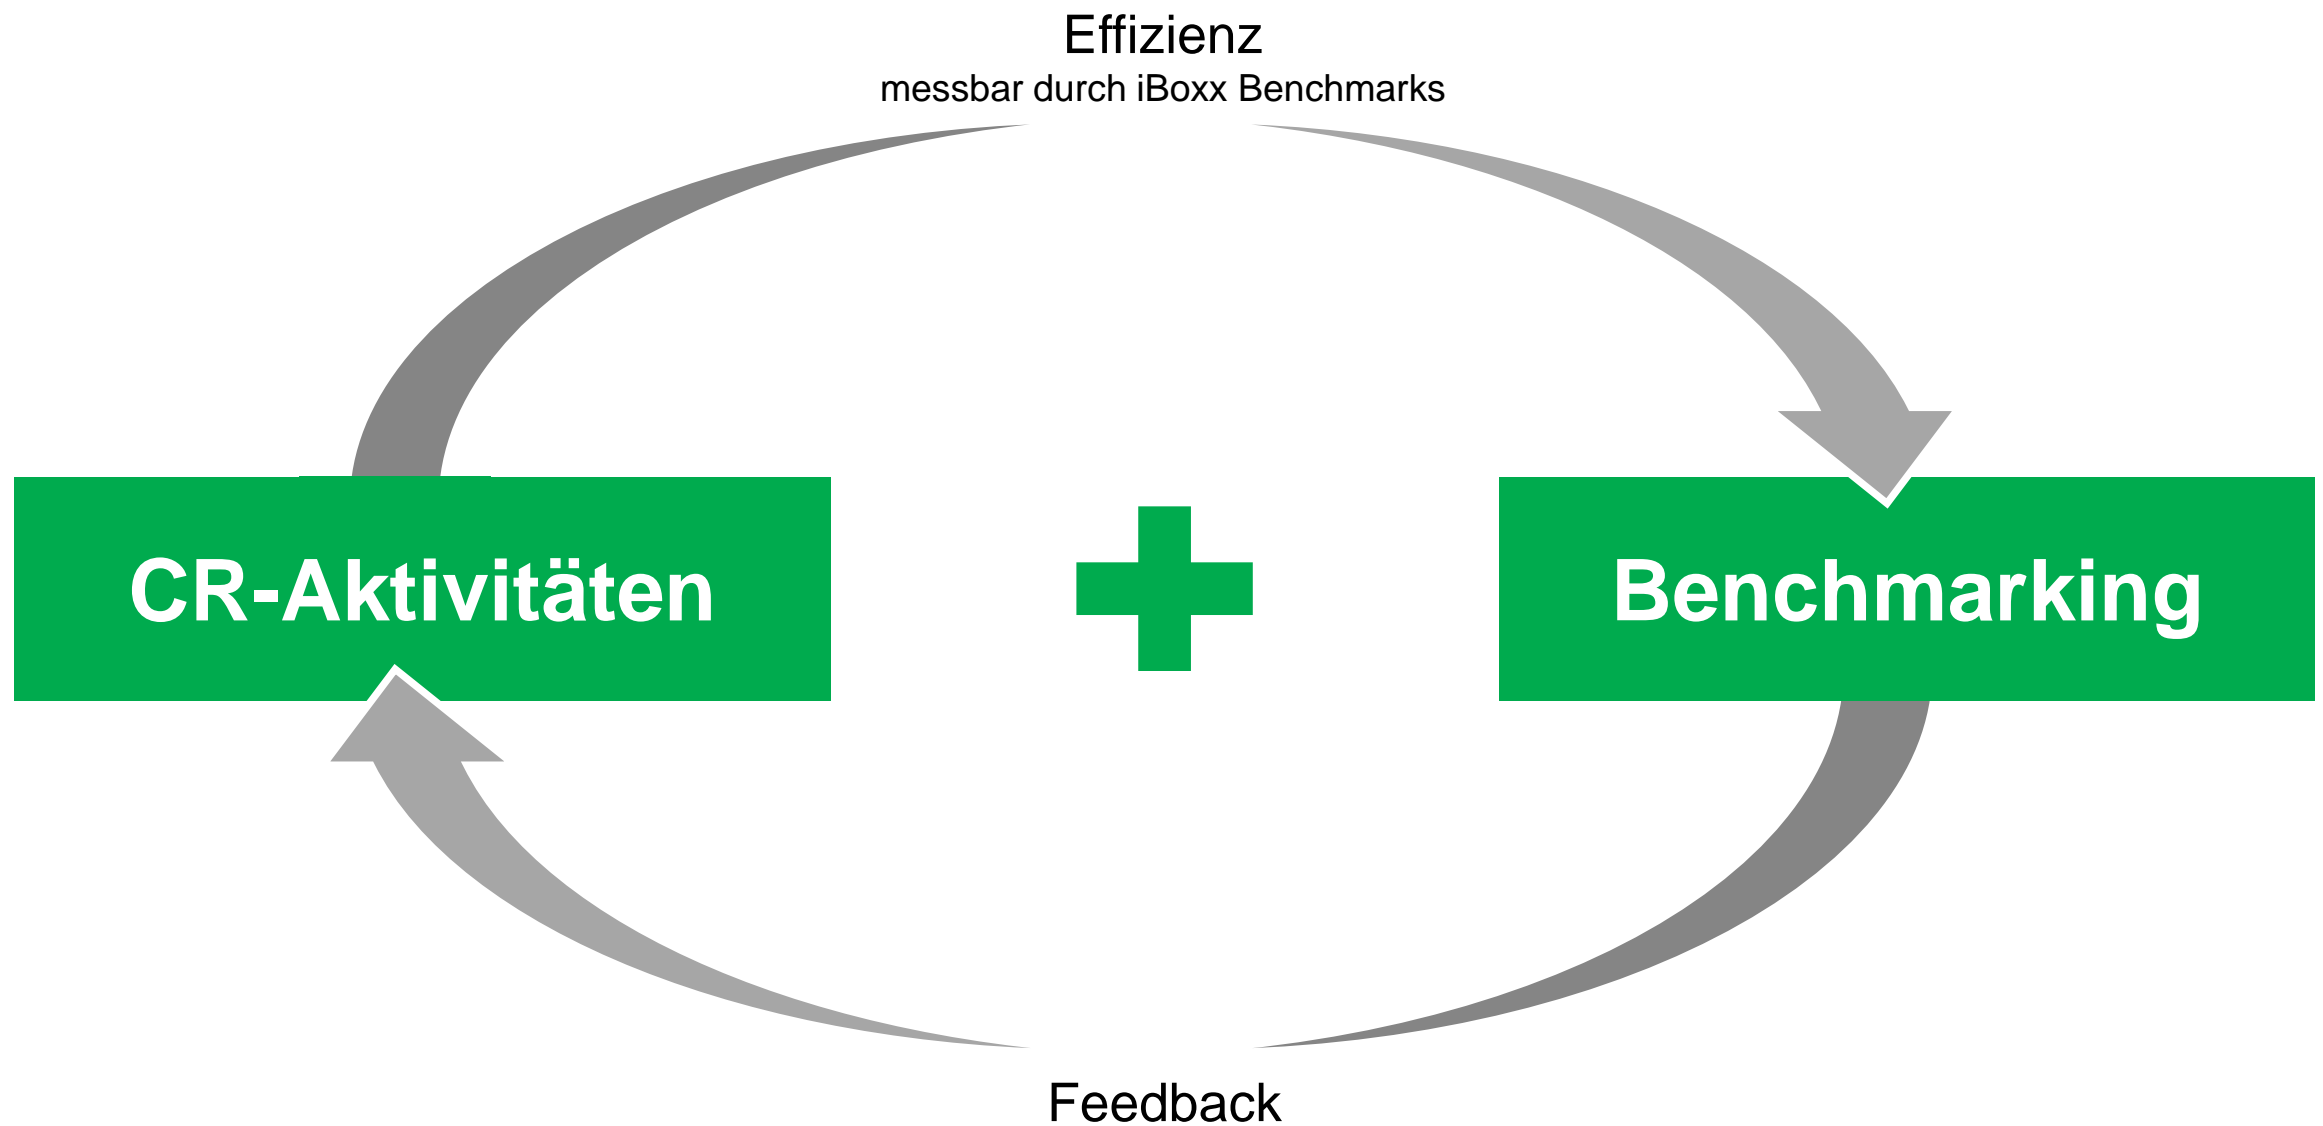 Effizienz
messbar durch iBoxx Benchmarks
CR-Aktivitäten
Benchmarking
Feedback